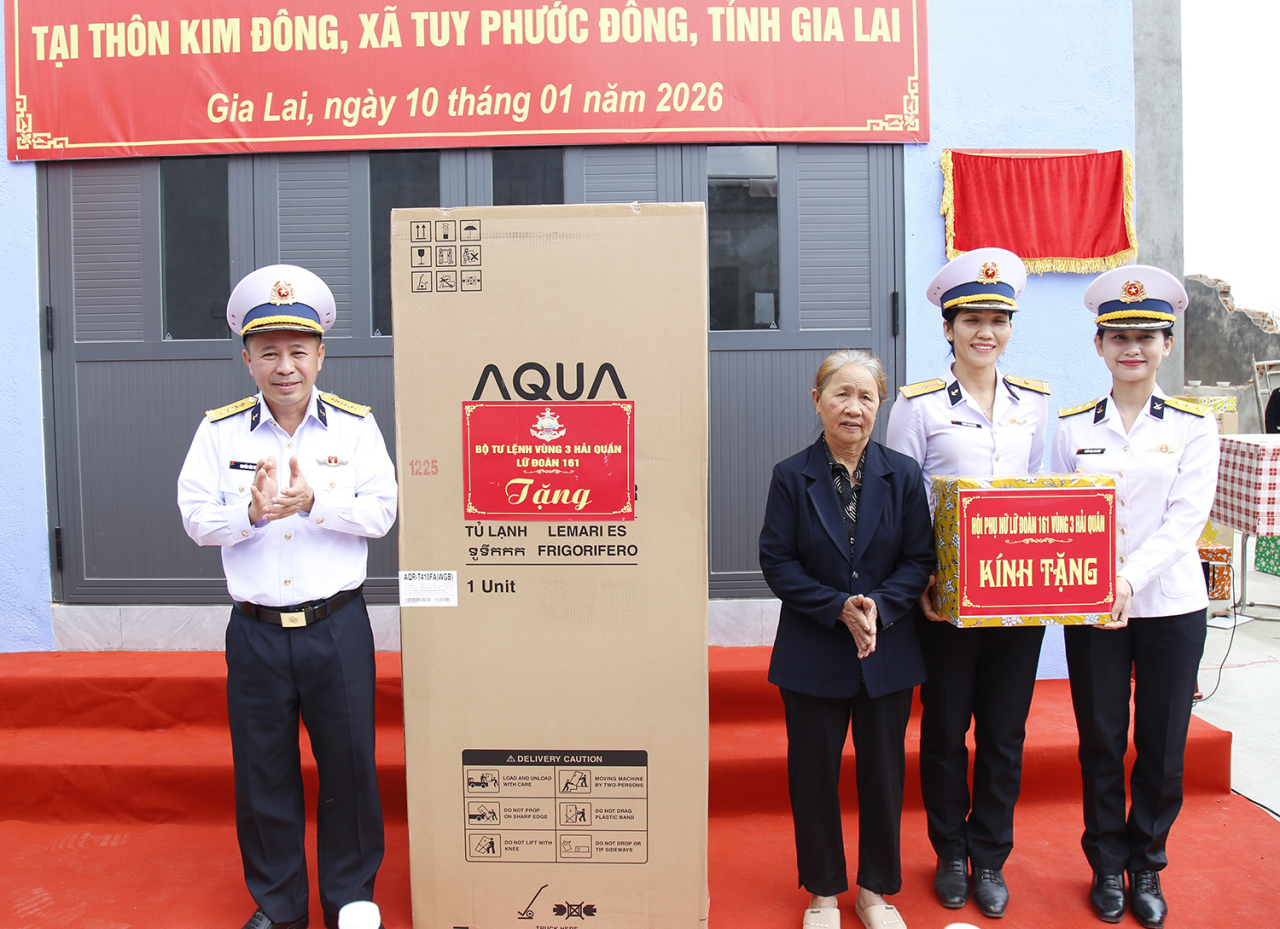 TẠI THÔN KIM ĐÔNG, XÃ TUY PHƯỚC ĐÔNG, TỈNH GIA LAI
Gia Lai, ngày 10 tháng 01 năm 2026
AQUA
BỘ TƯ LỆNH VÙNG 3 HẢI QUÂN
LỮ ĐOÀN 161
Tặng
1225
TỦ LẠNH LEMARI ES
ទូទឹកកក FRIGORIFERO
AQR-T410FA(WGB)
1 Unit
HỘI PHỤ NỮ LỮ ĐOÀN 161 VÙNG 3 HẢI QUÂN
KÍNH TẶNG
DELIVERY CAUTION
LOAD AND UNLOAD
WITH CARE
MOVING MACHINE
BY TWO-PERSONS
DO NOT PROP
ON SHARP EDGE
DO NOT DRAG
PLASTIC BAND
DO NOT LIFT WITH
KNEE
DO NOT DROP OR
TIP SIDEWAYS
TRUCK HERE